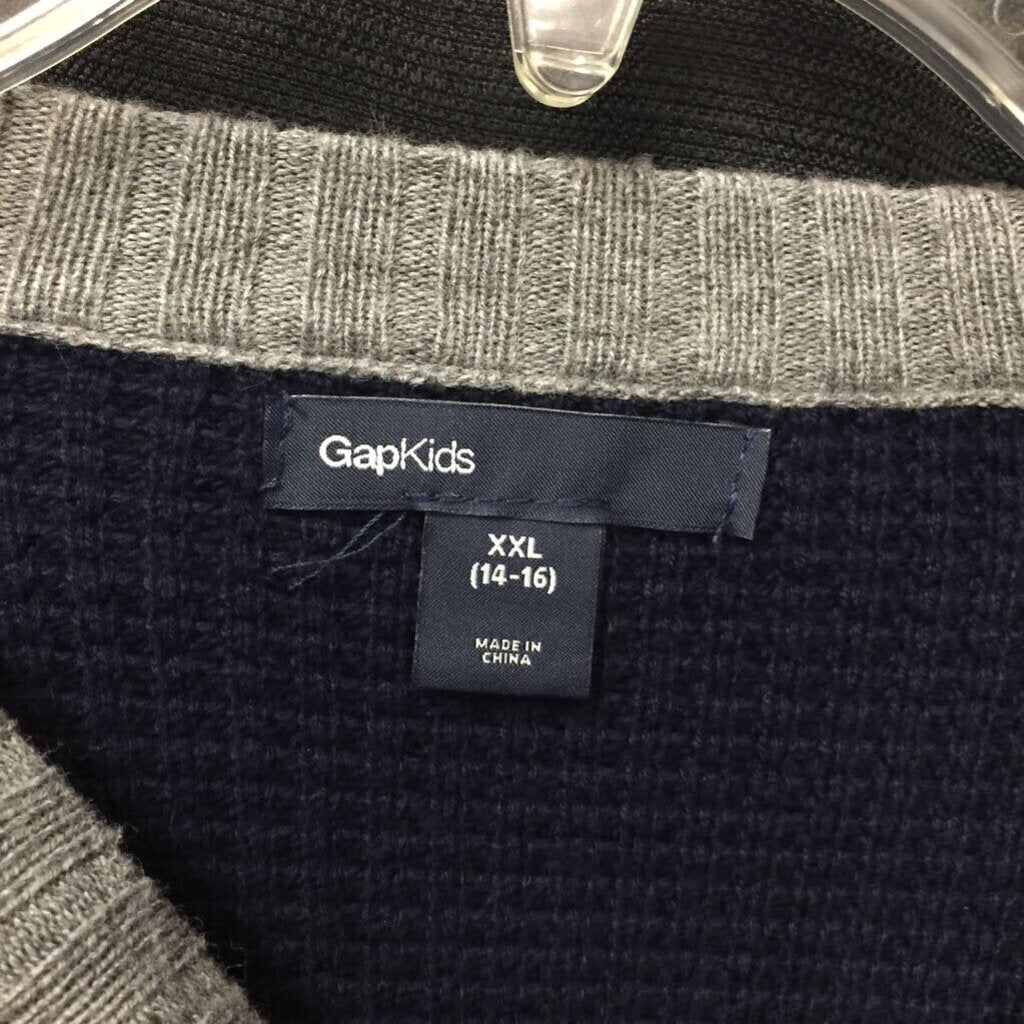 GapKids
XXL
(14-16)
MADE IN
CHINA